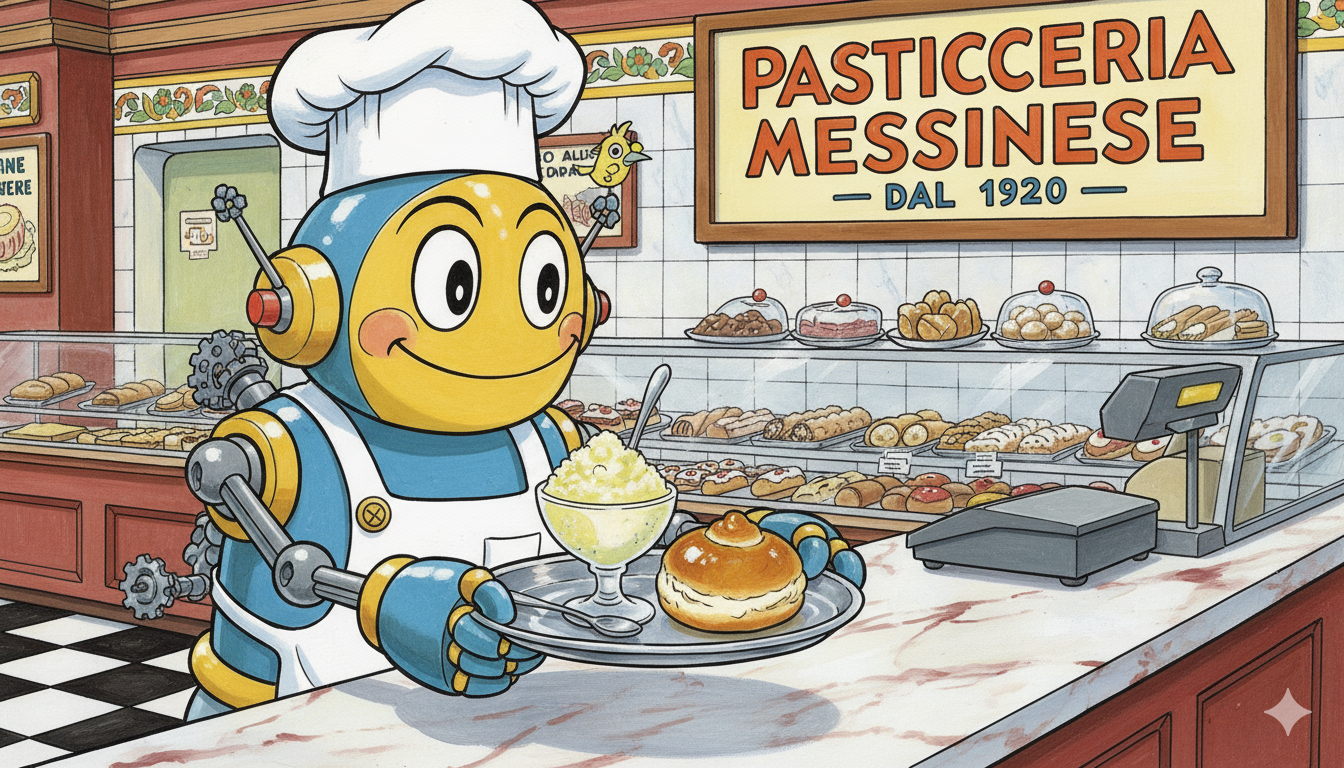 PASTICCERIA
MESSINESE
— DAL 1920 —